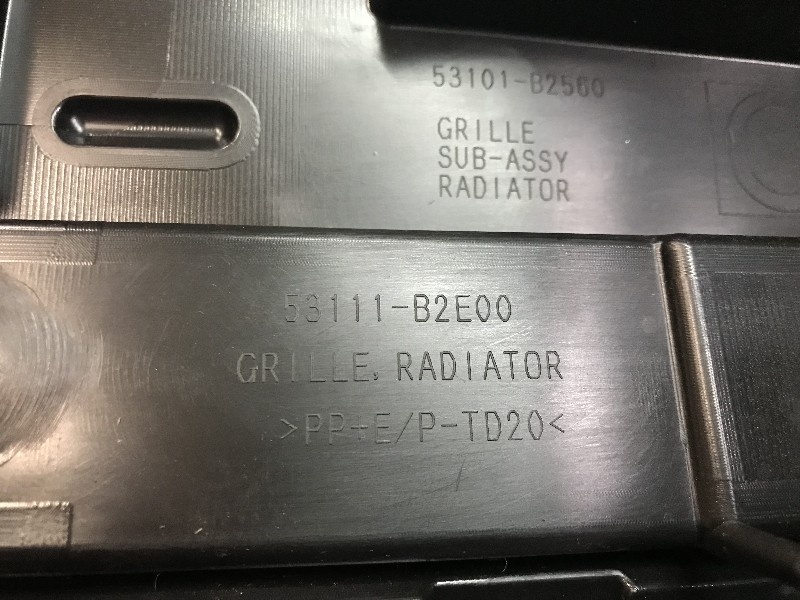 53101-B2560
GRILLE
SUB-ASSY
RADIATOR
53111-B2E00
GRILLE, RADIATOR
>PP+E/P-TD20<